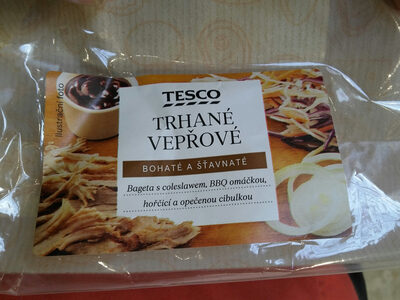 Ilustrační foto
TESCO
TRHANÉ
VEPŘOVÉ
BOHATÉ A ŠŤAVNATÉ
Bageta s coleslawem, BBQ omáčkou,
hořčicí a opečenou cibulkou